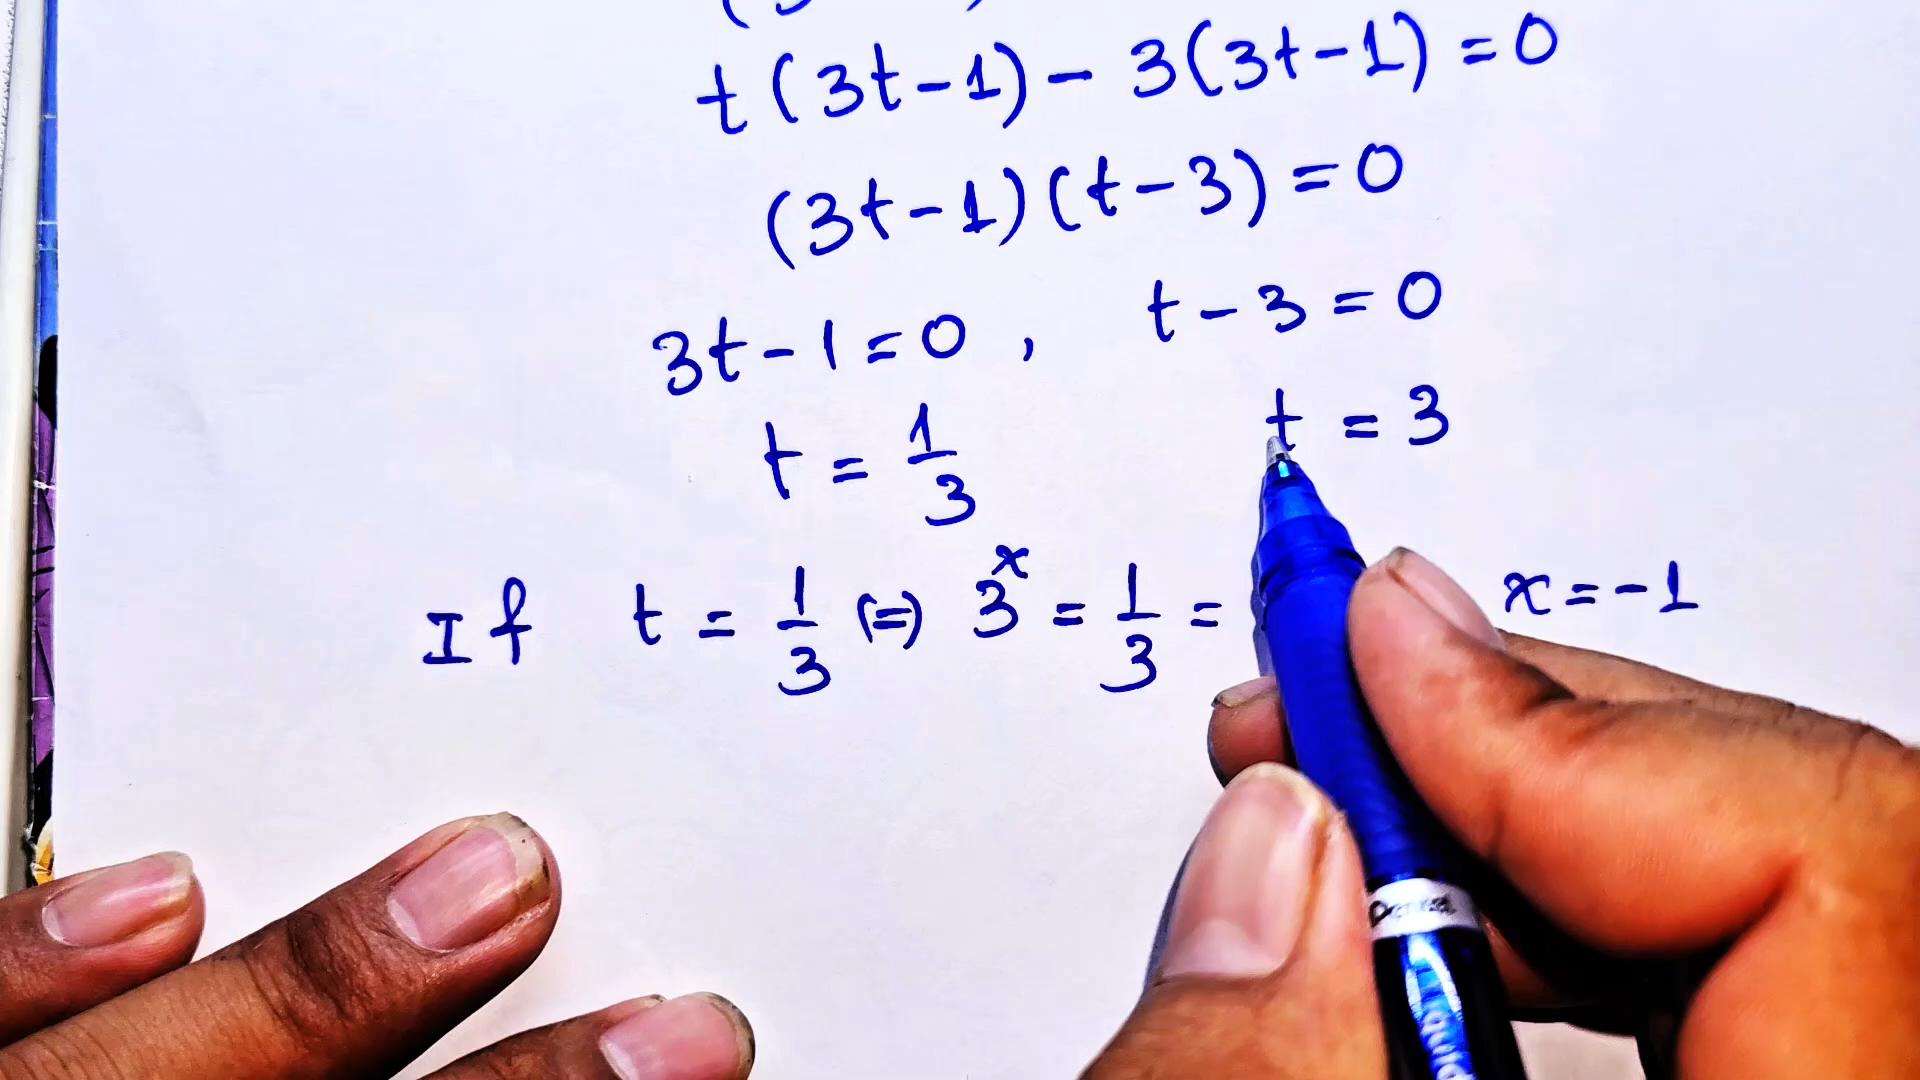 t(3t-1) - 3(3t-1) = 0
(3t-1)(t-3) = 0
3t-1=0 , t-3=0
t = 1/3 t = 3
If t = 1/3 (=) 3^x = 1/3 = x = -1